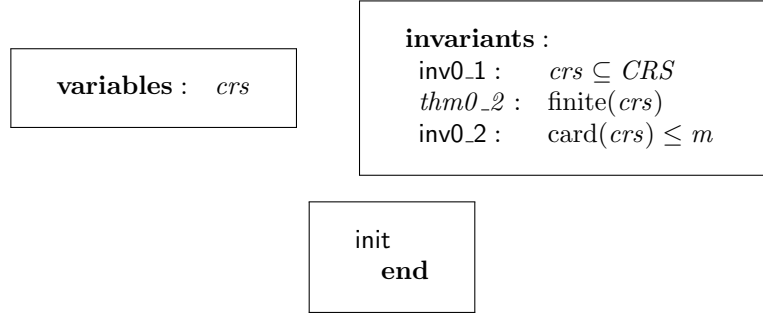 variables : crs
invariants :
inv0_1 : crs ⊆ CRS
thm0_2 : finite(crs)
inv0_2 : card(crs) ≤ m
init
end